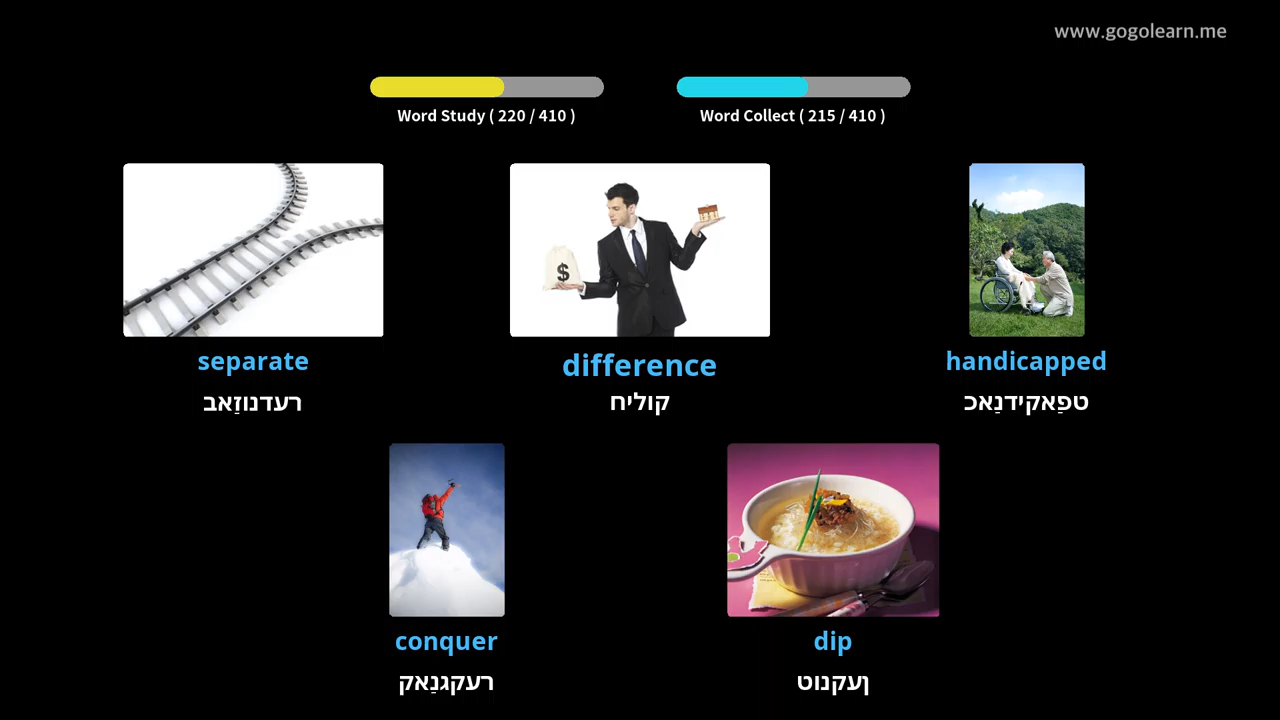 www.gogolearn.me
Word Study ( 220 / 410 )
Word Collect ( 215 / 410 )
separate
רעדנוזַאב
difference
קוליח
handicapped
טפַאקידנַאכ
conquer
רעקגנַאק
dip
ןעקנוט